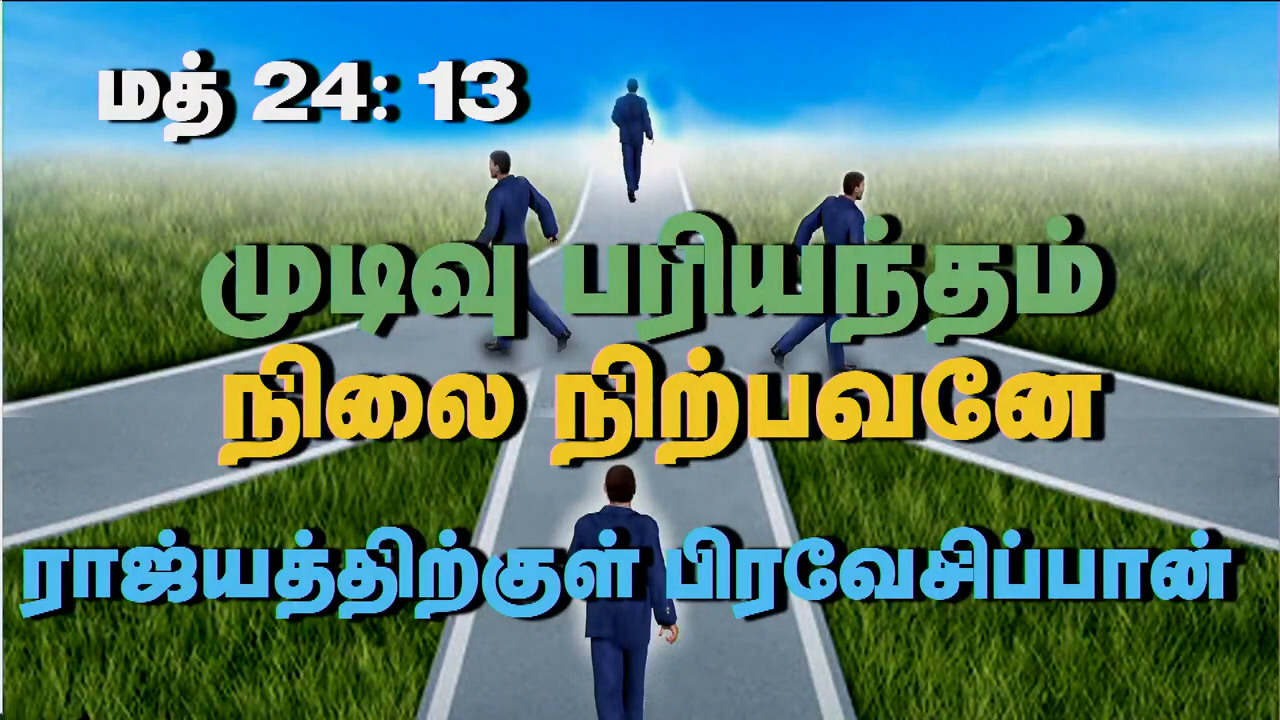 மத் 24: 13
முடிவு பரியந்தம்
நிலை நிற்பவனே
ராஜ்யத்திற்குள் பிரவேசிப்பான்